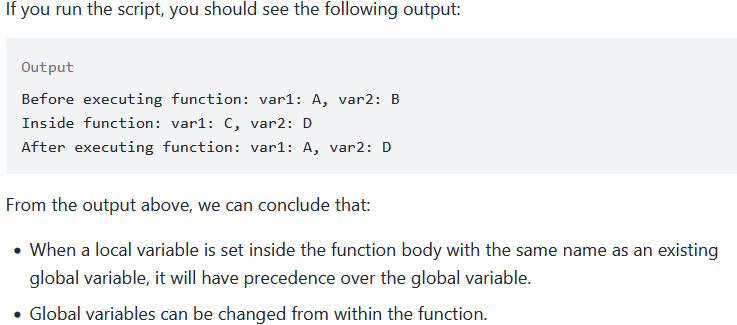 If you run the script, you should see the following output:
Output
Before executing function: var1: A, var2: B
Inside function: var1: C, var2: D
After executing function: var1: A, var2: D
From the output above, we can conclude that:
• When a local variable is set inside the function body with the same name as an existing
global variable, it will have precedence over the global variable.
• Global variables can be changed from within the function.